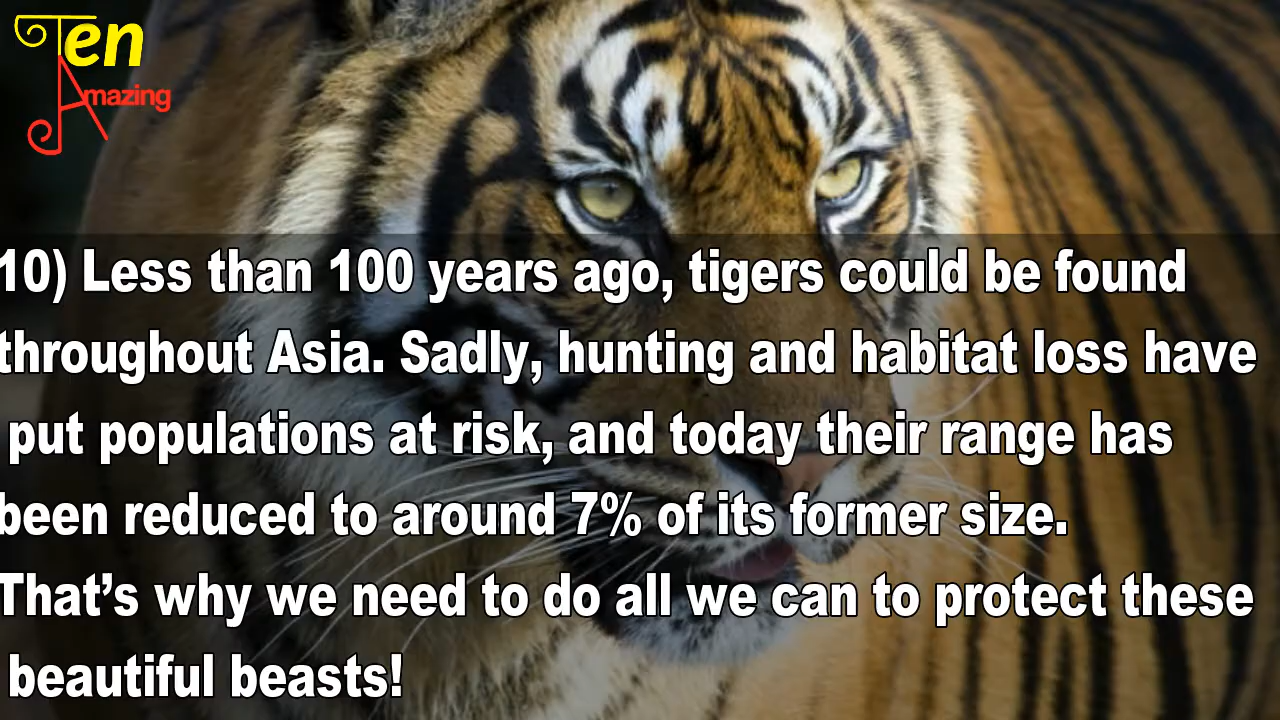 Ten
Amazing
10) Less than 100 years ago, tigers could be found
throughout Asia. Sadly, hunting and habitat loss have
put populations at risk, and today their range has
been reduced to around 7% of its former size.
That’s why we need to do all we can to protect these
beautiful beasts!